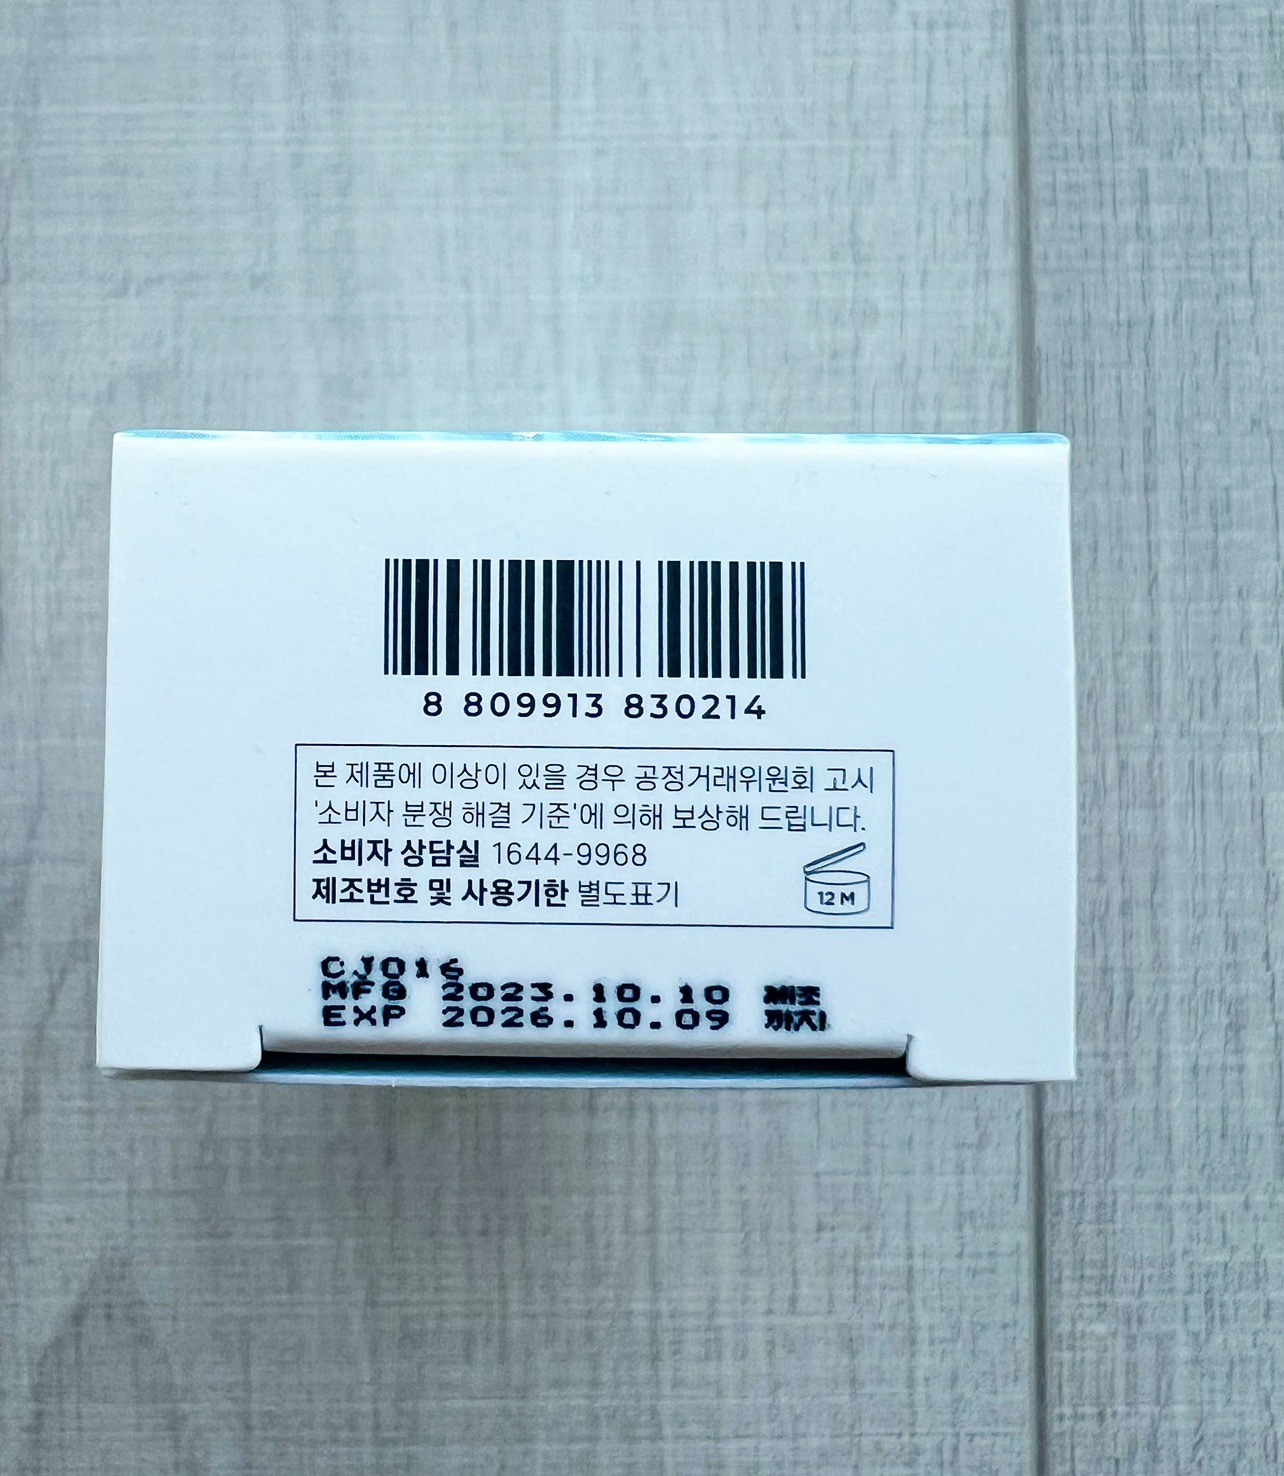 8 809913 830214
본 제품에 이상이 있을 경우 공정거래위원회 고시
'소비자 분쟁 해결 기준'에 의해 보상해 드립니다.
소비자 상담실 1644-9968
제조번호 및 사용기한 별도표기
12 M
CJ016
MFG 2023.10.10 제조
EXP 2026.10.09 까지